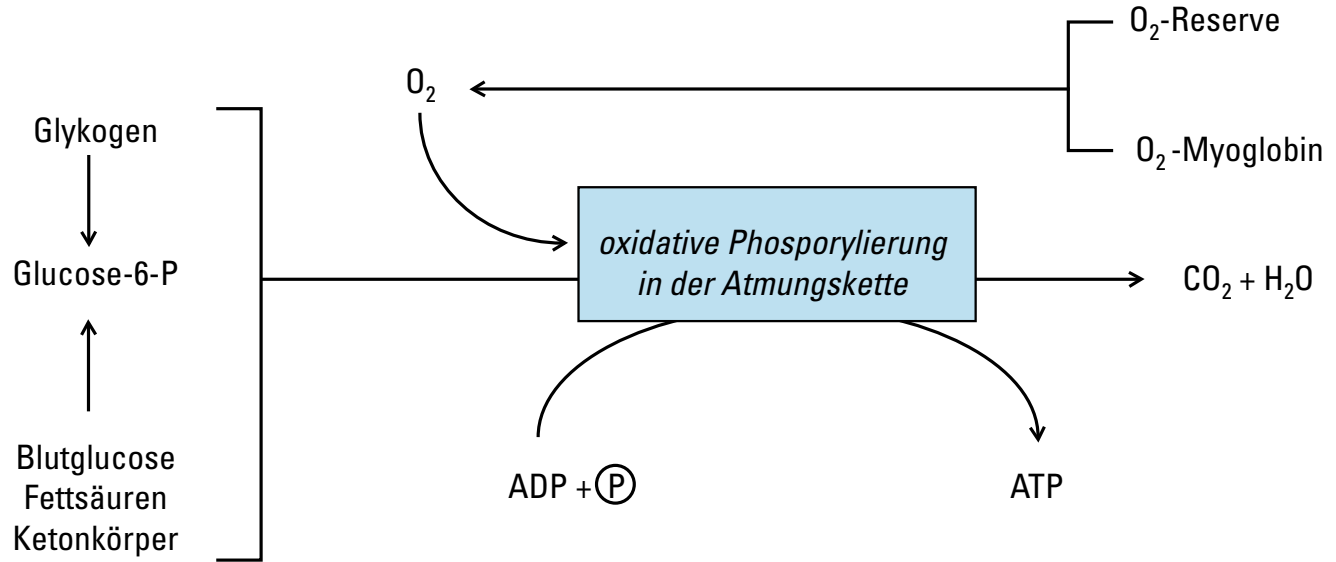 O₂-Reserve
O₂
Glykogen
O₂-Myoglobin
oxidative Phosporylierung
in der Atmungskette
Glucose-6-P
CO₂ + H₂O
Blutglucose
Fettsäuren
Ketonkörper
ADP + P
ATP